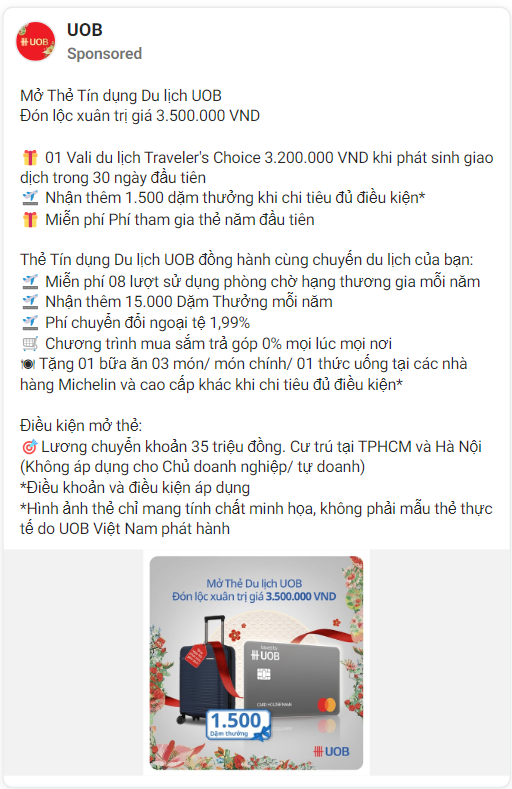 UOB
UOB
Sponsored
Mở Thẻ Tín dụng Du lịch UOB
Đón lộc xuân trị giá 3.500.000 VND
🎁 01 Vali du lịch Traveler's Choice 3.200.000 VND khi phát sinh giao
dịch trong 30 ngày đầu tiên
🛫 Nhận thêm 1.500 dặm thưởng khi chi tiêu đủ điều kiện*
🎁 Miễn phí Phí tham gia thẻ năm đầu tiên
Thẻ Tín dụng Du lịch UOB đồng hành cùng chuyến du lịch của bạn:
🛫 Miễn phí 08 lượt sử dụng phòng chờ hạng thương gia mỗi năm
🛫 Nhận thêm 15.000 Dặm Thưởng mỗi năm
🛫 Phí chuyển đổi ngoại tệ 1,99%
🛒 Chương trình mua sắm trả góp 0% mọi lúc mọi nơi
🍽 Tặng 01 bữa ăn 03 món/ món chính/ 01 thức uống tại các nhà
hàng Michelin và cao cấp khác khi chi tiêu đủ điều kiện*
Điều kiện mở thẻ:
🎯 Lương chuyển khoản 35 triệu đồng. Cư trú tại TPHCM và Hà Nội
(Không áp dụng cho Chủ doanh nghiệp/ tự doanh)
*Điều khoản và điều kiện áp dụng
*Hình ảnh thẻ chỉ mang tính chất minh họa, không phải mẫu thẻ thực
tế do UOB Việt Nam phát hành
Mở Thẻ Du lịch UOB
Đón lộc xuân trị giá 3.500.000 VND
UOB
1.500
Dặm thưởng
UOB